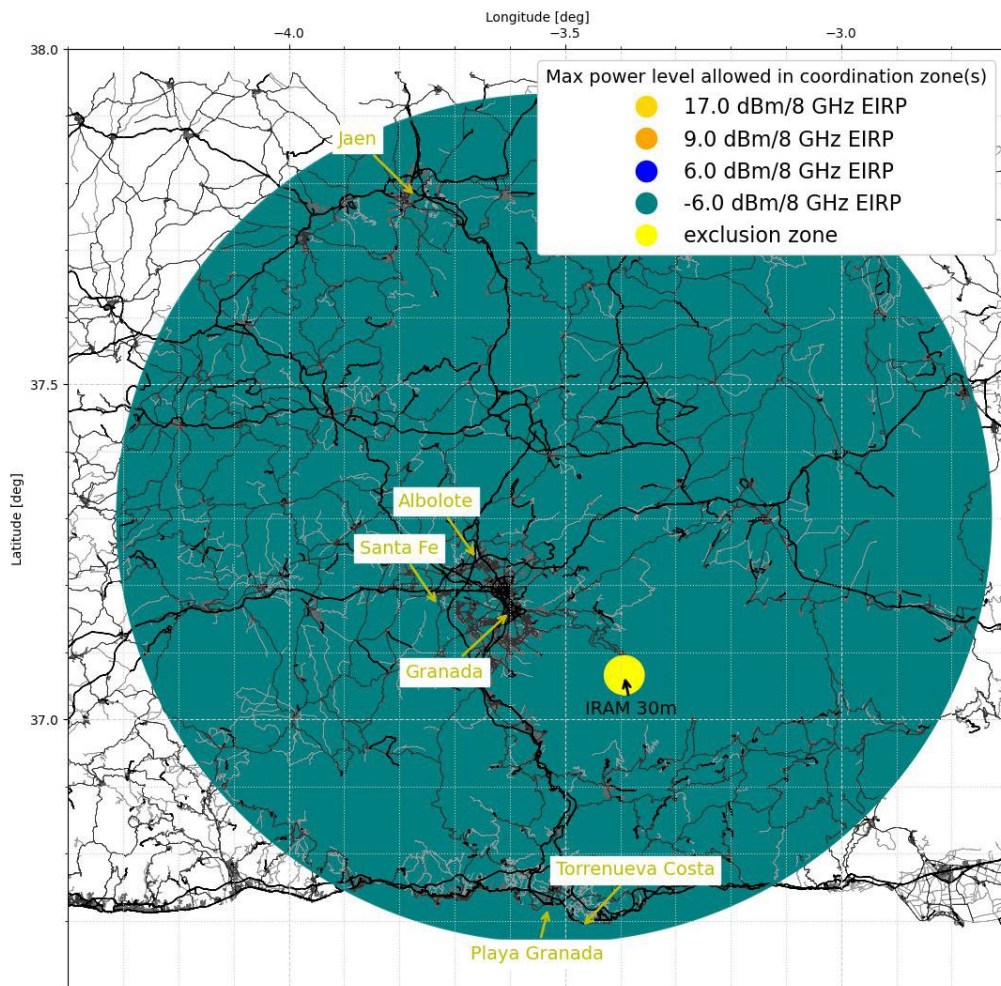 Longitude [deg]
−4.0
−3.5
−3.0
38.0
37.5
37.0
Latitude [deg]
Max power level allowed in coordination zone(s)
17.0 dBm/8 GHz EIRP
9.0 dBm/8 GHz EIRP
6.0 dBm/8 GHz EIRP
-6.0 dBm/8 GHz EIRP
exclusion zone
Jaen
Albolote
Santa Fe
Granada
IRAM 30m
Torrenueva Costa
Playa Granada